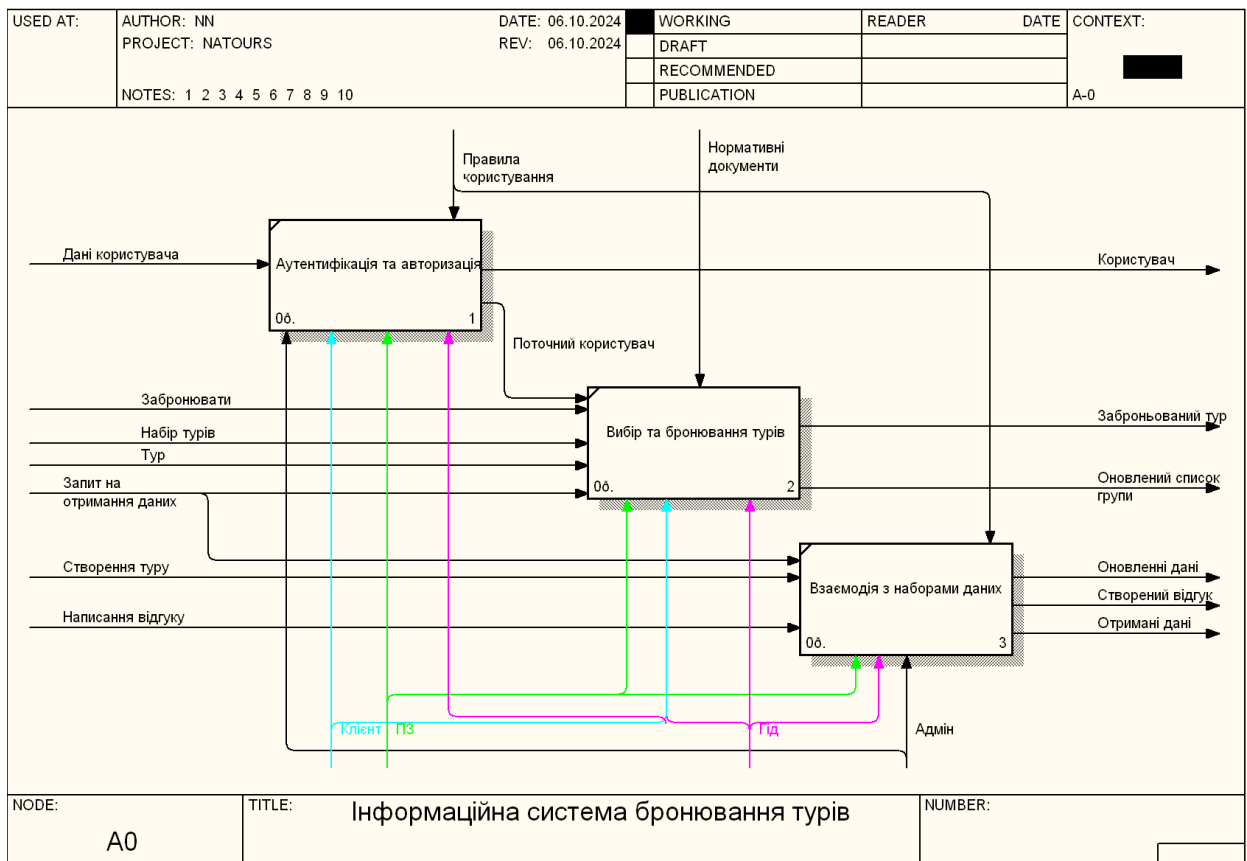 USED AT:
AUTHOR: NN
DATE: 06.10.2024
WORKING
READER
DATE
CONTEXT:
PROJECT: NATOURS
REV: 06.10.2024
DRAFT
RECOMMENDED
NOTES: 1 2 3 4 5 6 7 8 9 10
PUBLICATION
A-0
Правила
користування
Нормативні
документи
Дані користувача
Аутентифікація та авторизація
0ð.
1
Користувач
Поточний користувач
Забронювати
Набір турів
Тур
Запит на
отримання даних
Вибір та бронювання турів
0ð.
2
Заброньований тур
Оновлений список
групи
Створення туру
Написання відгуку
Взаємодія з наборами даних
0ð.
3
Оновленні дані
Створений відгук
Отримані дані
Клієнт
ПЗ
Гід
Адмін
NODE:
A0
TITLE:
Інформаційна система бронювання турів
NUMBER: